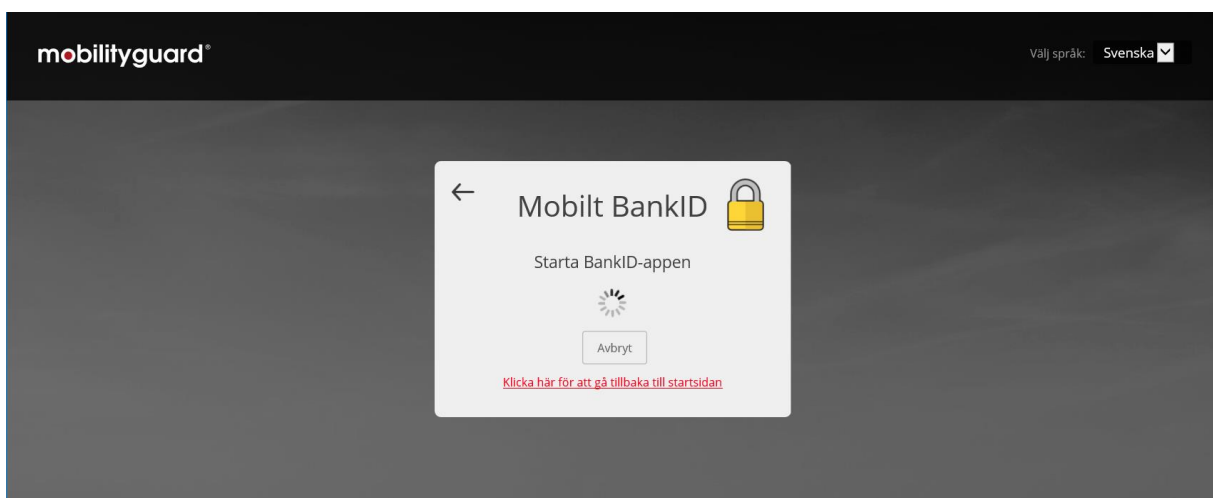 mobilityguard®
Välj språk: Svenska
Mobilt BankID
Starta BankID-appen
Avbryt
Klicka här för att gå tillbaka till startsidan